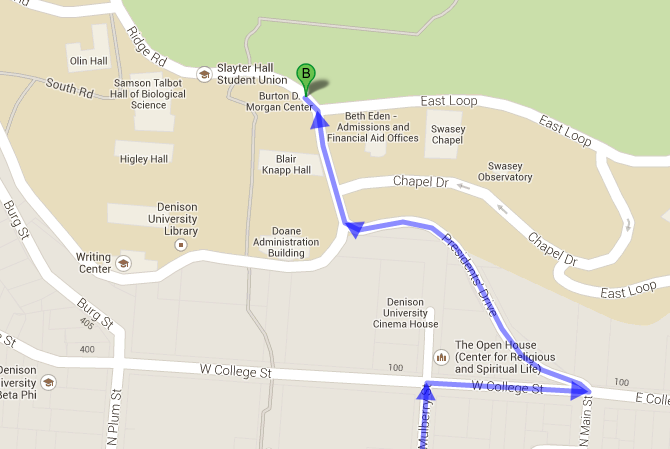 Ridge Rd
Olin Hall
B
Slayter Hall
Student Union
South Rd
Samson Talbot
Hall of Biological
Science
Burton D.
Morgan Center
East Loop
East Loop
Beth Eden -
Admissions and
Financial Aid Offices
Swasey
Chapel
Higley Hall
Blair
Knapp Hall
Swasey
Observatory
Chapel Dr
Burg St
Denison
University
Library
Doane
Administration
Building
Chapel Dr
Writing
Center
Presidents' Drive
East Loop
Burg St
405
Denison
University
Cinema House
St
400
The Open House
(Center for Religious
and Spiritual Life)
W College St
100
W College St
100
Denison
University
Beta Phi
N Plum St
Mulberry
N Main St
E Colle